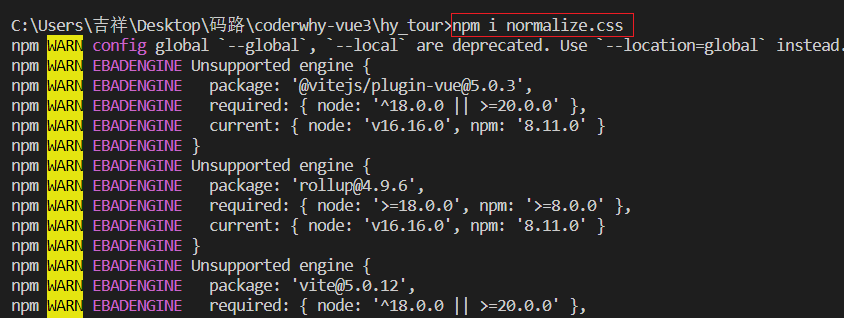 C:\Users\吉祥\Desktop\码路\coderwhy-vue3\hy_tour>npm i normalize.css
npm WARN config global `--global`, `--local` are deprecated. Use `--location=global` instead.
npm WARN EBADENGINE Unsupported engine {
npm WARN EBADENGINE   package: '@vitejs/plugin-vue@5.0.3',
npm WARN EBADENGINE   required: { node: '^18.0.0 || >=20.0.0' },
npm WARN EBADENGINE   current: { node: 'v16.16.0', npm: '8.11.0' }
npm WARN EBADENGINE }
npm WARN EBADENGINE Unsupported engine {
npm WARN EBADENGINE   package: 'rollup@4.9.6',
npm WARN EBADENGINE   required: { node: '>=18.0.0', npm: '>=8.0.0' },
npm WARN EBADENGINE   current: { node: 'v16.16.0', npm: '8.11.0' }
npm WARN EBADENGINE }
npm WARN EBADENGINE Unsupported engine {
npm WARN EBADENGINE   package: 'vite@5.0.12',
npm WARN EBADENGINE   required: { node: '^18.0.0 || >=20.0.0' },